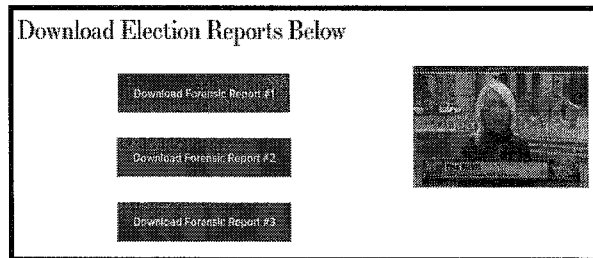 Download Election Reports Below
Download Forensic Report #1
Download Forensic Report #2
Download Forensic Report #3